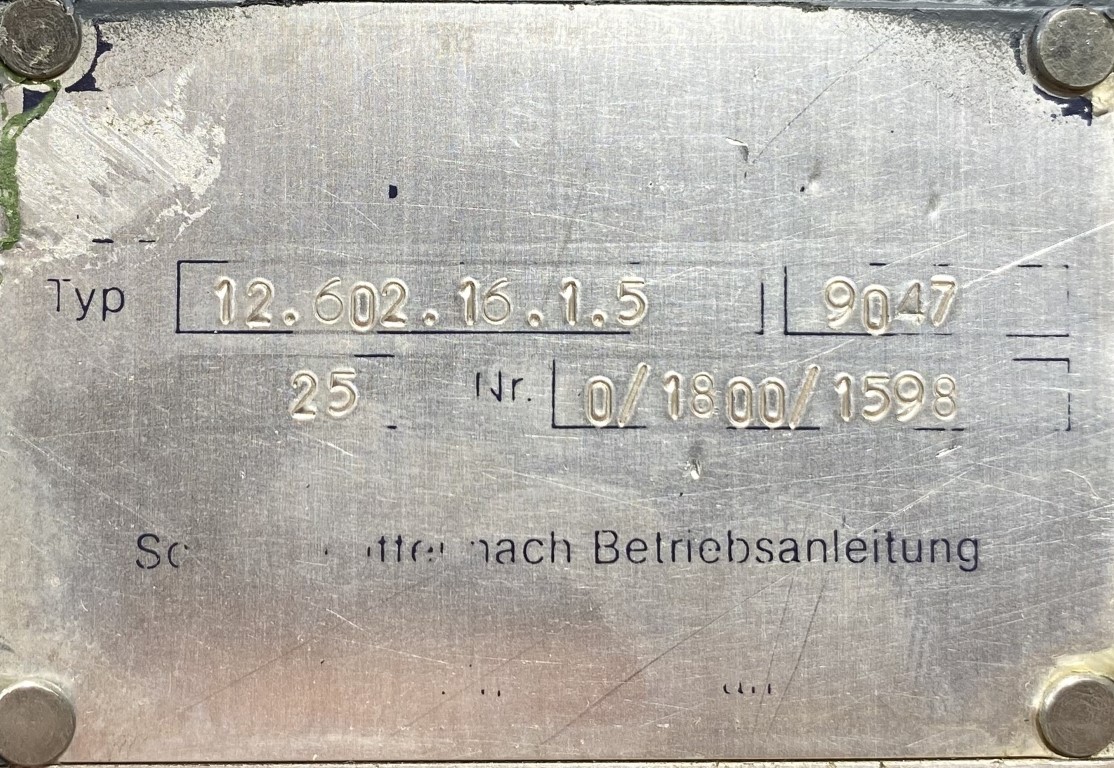 Typ 12.602.16.1.5 9047
25 Nr. 0/1800/1598
nach Betriebsanleitung